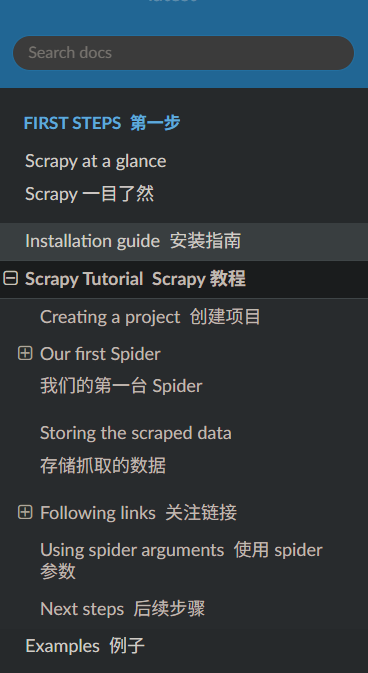 Search docs
FIRST STEPS 第一步
Scrapy at a glance
Scrapy 一目了然
Installation guide 安装指南
Scrapy Tutorial Scrapy 教程
Creating a project 创建项目
Our first Spider
我们的第一台 Spider
Storing the scraped data
存储抓取的数据
Following links 关注链接
Using spider arguments 使用 spider
参数
Next steps 后续步骤
Examples 例子